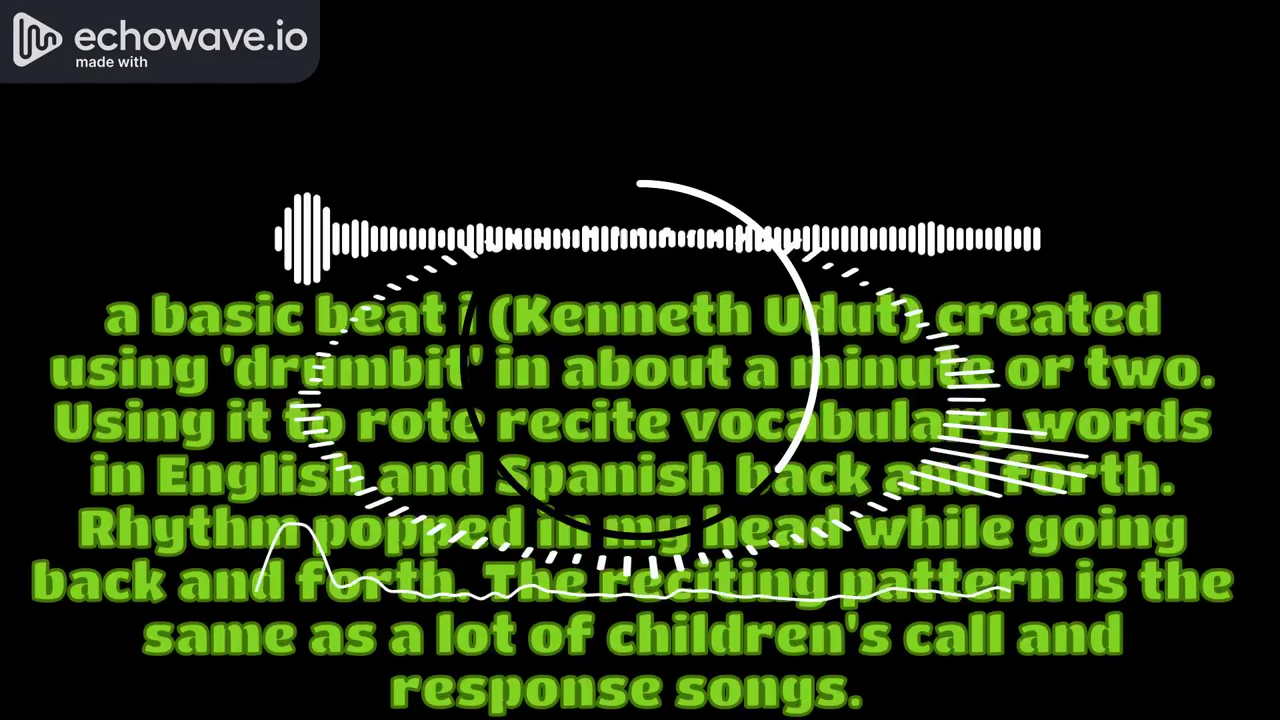 echowave.io
made with
a basic beat i (Kenneth Udut) created
using 'drumbit' in about a minute or two.
Using it to rote recite vocabulary words
in English and Spanish back and forth.
Rhythm popped in my head while going
back and forth. The reciting pattern is the
same as a lot of children's call and
response songs.